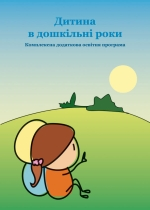 Дитина
в дошкільні роки
Комплексна додаткова освітня програма